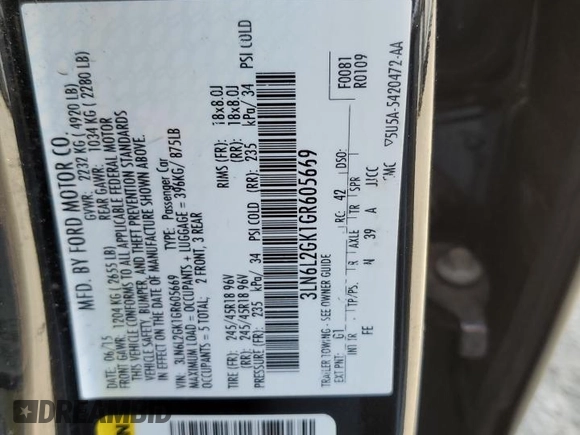 MFD. BY FORD MOTOR CO.
DATE: 06/15 GVWR: 2232 KG ( 4920 LB)
FRONT GAWR: 1204 KG ( 2655 LB) REAR GAWR: 1034 KG ( 2280 LB)
THIS VEHICLE CONFORMS TO ALL APPLICABLE FEDERAL MOTOR
VEHICLE SAFETY, BUMPER, AND THEFT PREVENTION STANDARDS
IN EFFECT ON THE DATE OF MANUFACTURE SHOWN ABOVE.
VIN: 3LN6L2GK1GR605669 TYPE: Passenger Car
MAXIMUM LOAD = OCCUPANTS + LUGGAGE = 396KG/ 875LB
OCCUPANTS = 5 TOTAL; 2 FRONT, 3 REAR
TIRE (FR): 245/45R18 96V RIMS (FR): 18x8.0J
(RR): 245/45R18 96V (RR): 18x8.0J
PSI COLD (FR): 235 kPa/ 34 PSI COLD (RR): 235 kPa/ 34 PSI COLD
3LN6L2GK1GR605669
F0081
R0109
TRAILER TOWING - SEE OWNER GUIDE
EXT PNT: G1 RC: 42 DSO:
INT TR TP/PS R AXLE TR SPR
FE N 39 A JJCC
▽5U5A-5420472-AA
DREAMBID